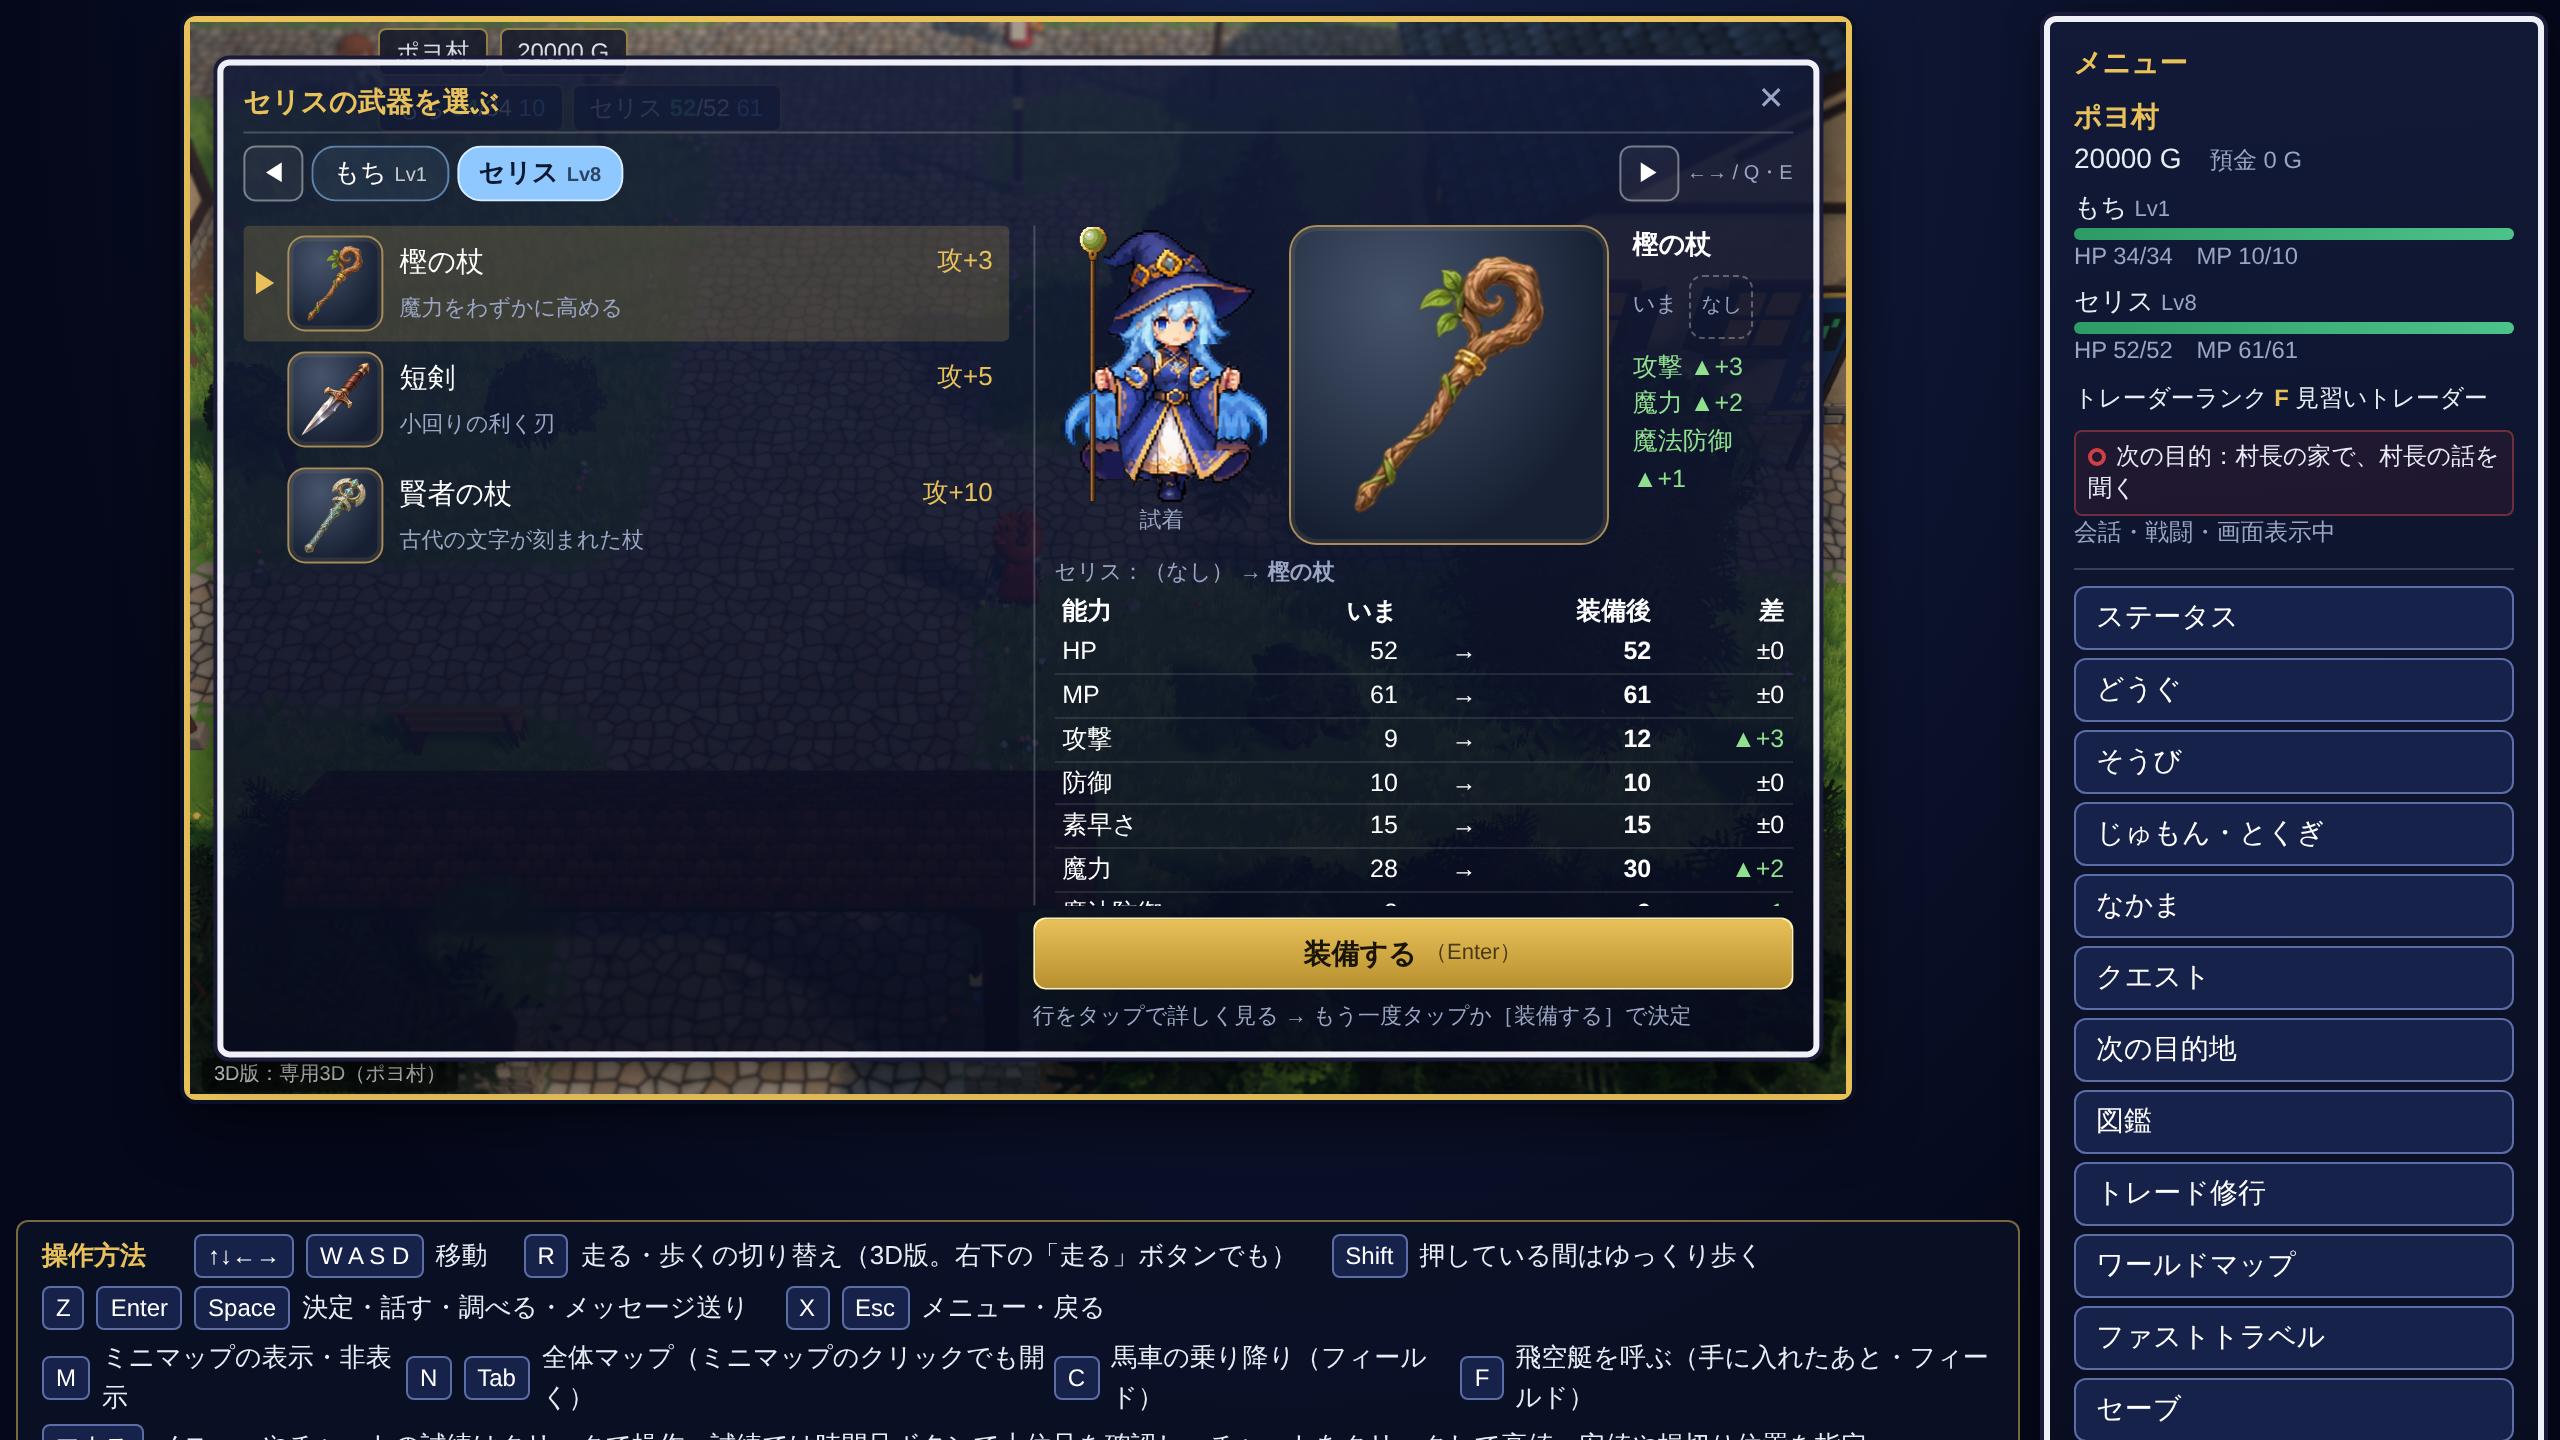 ポヨ村 20000 G
セリスの武器を選ぶ ×
セリス 52/52 61
◀ もち Lv1 セリス Lv8 ▶ ←→ / Q・E
▶ 樫の杖 攻+3
魔力をわずかに高める
短剣 攻+5
小回りの利く刃
賢者の杖 攻+10
古代の文字が刻まれた杖
試着
樫の杖
いま なし
攻撃 ▲+3
魔力 ▲+2
魔法防御
▲+1
セリス：（なし） → 樫の杖
能力 いま 装備後 差
HP 52 → 52 ±0
MP 61 → 61 ±0
攻撃 9 → 12 ▲+3
防御 10 → 10 ±0
素早さ 15 → 15 ±0
魔力 28 → 30 ▲+2
装備する （Enter）
行をタップで詳しく見る → もう一度タップか［装備する］で決定
3D版：専用3D（ポヨ村）
メニュー
ポヨ村
20000 G 預金 0 G
もち Lv1
HP 34/34 MP 10/10
セリス Lv8
HP 52/52 MP 61/61
トレーダーランク F 見習いトレーダー
次の目的：村長の家で、村長の話を
聞く
会話・戦闘・画面表示中
ステータス
どうぐ
そうび
じゅもん・とくぎ
なかま
クエスト
次の目的地
図鑑
トレード修行
ワールドマップ
ファストトラベル
セーブ
操作方法 ↑↓←→ W A S D 移動 R 走る・歩くの切り替え（3D版。右下の「走る」ボタンでも） Shift 押している間はゆっくり歩く
Z Enter Space 決定・話す・調べる・メッセージ送り X Esc メニュー・戻る
M ミニマップの表示・非表
示
N Tab 全体マップ（ミニマップのクリックでも開
く）
C 馬車の乗り降り（フィール
ド）
F 飛空艇を呼ぶ（手に入れたあと・フィー
ルド）